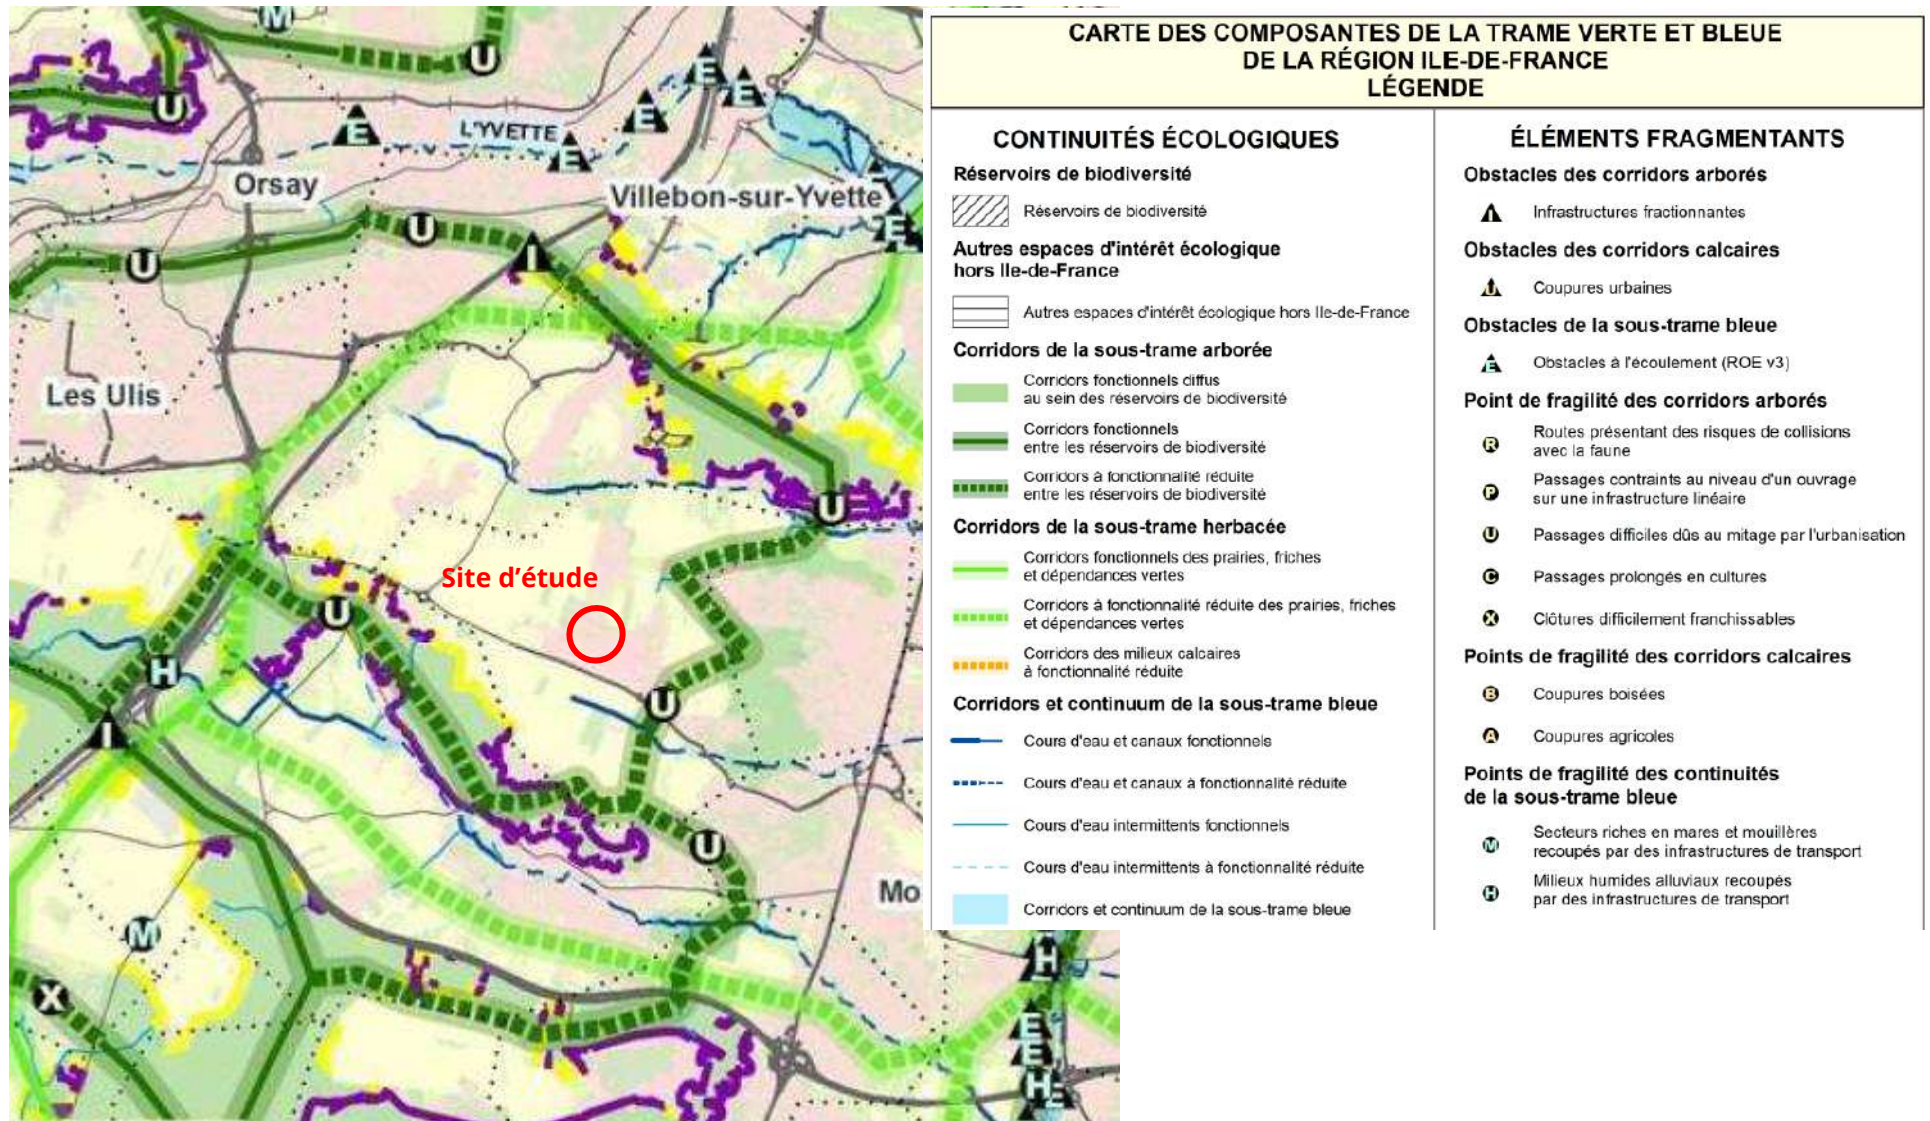 M
U
U
E
E
E
E
E
L'YVETTE
Orsay
Villebon-sur-Yvette
E
U
U
I
Les Ulis
U
Site d'étude
U
H
U
I
U
Mo
M
X
H
E
E
H
E
CARTE DES COMPOSANTES DE LA TRAME VERTE ET BLEUE
DE LA RÉGION ILE-DE-FRANCE
LÉGENDE
CONTINUITÉS ÉCOLOGIQUES
Réservoirs de biodiversité
Réservoirs de biodiversité
Autres espaces d'intérêt écologique
hors Ile-de-France
Autres espaces d'intérêt écologique hors Ile-de-France
Corridors de la sous-trame arborée
Corridors fonctionnels diffus
au sein des réservoirs de biodiversité
Corridors fonctionnels
entre les réservoirs de biodiversité
Corridors à fonctionnalité réduite
entre les réservoirs de biodiversité
Corridors de la sous-trame herbacée
Corridors fonctionnels des prairies, friches
et dépendances vertes
Corridors à fonctionnalité réduite des prairies, friches
et dépendances vertes
Corridors des milieux calcaires
à fonctionnalité réduite
Corridors et continuum de la sous-trame bleue
Cours d'eau et canaux fonctionnels
Cours d'eau et canaux à fonctionnalité réduite
Cours d'eau intermittents fonctionnels
Cours d'eau intermittents à fonctionnalité réduite
Corridors et continuum de la sous-trame bleue
ÉLÉMENTS FRAGMENTANTS
Obstacles des corridors arborés
I Infrastructures fractionnantes
Obstacles des corridors calcaires
U Coupures urbaines
Obstacles de la sous-trame bleue
E Obstacles à l'écoulement (ROE v3)
Point de fragilité des corridors arborés
R Routes présentant des risques de collisions
avec la faune
P Passages contraints au niveau d'un ouvrage
sur une infrastructure linéaire
U Passages difficiles dûs au mitage par l'urbanisation
C Passages prolongés en cultures
X Clôtures difficilement franchissables
Points de fragilité des corridors calcaires
B Coupures boisées
A Coupures agricoles
Points de fragilité des continuités
de la sous-trame bleue
M Secteurs riches en mares et mouillères
recoupés par des infrastructures de transport
H Milieux humides alluviaux recoupés
par des infrastructures de transport